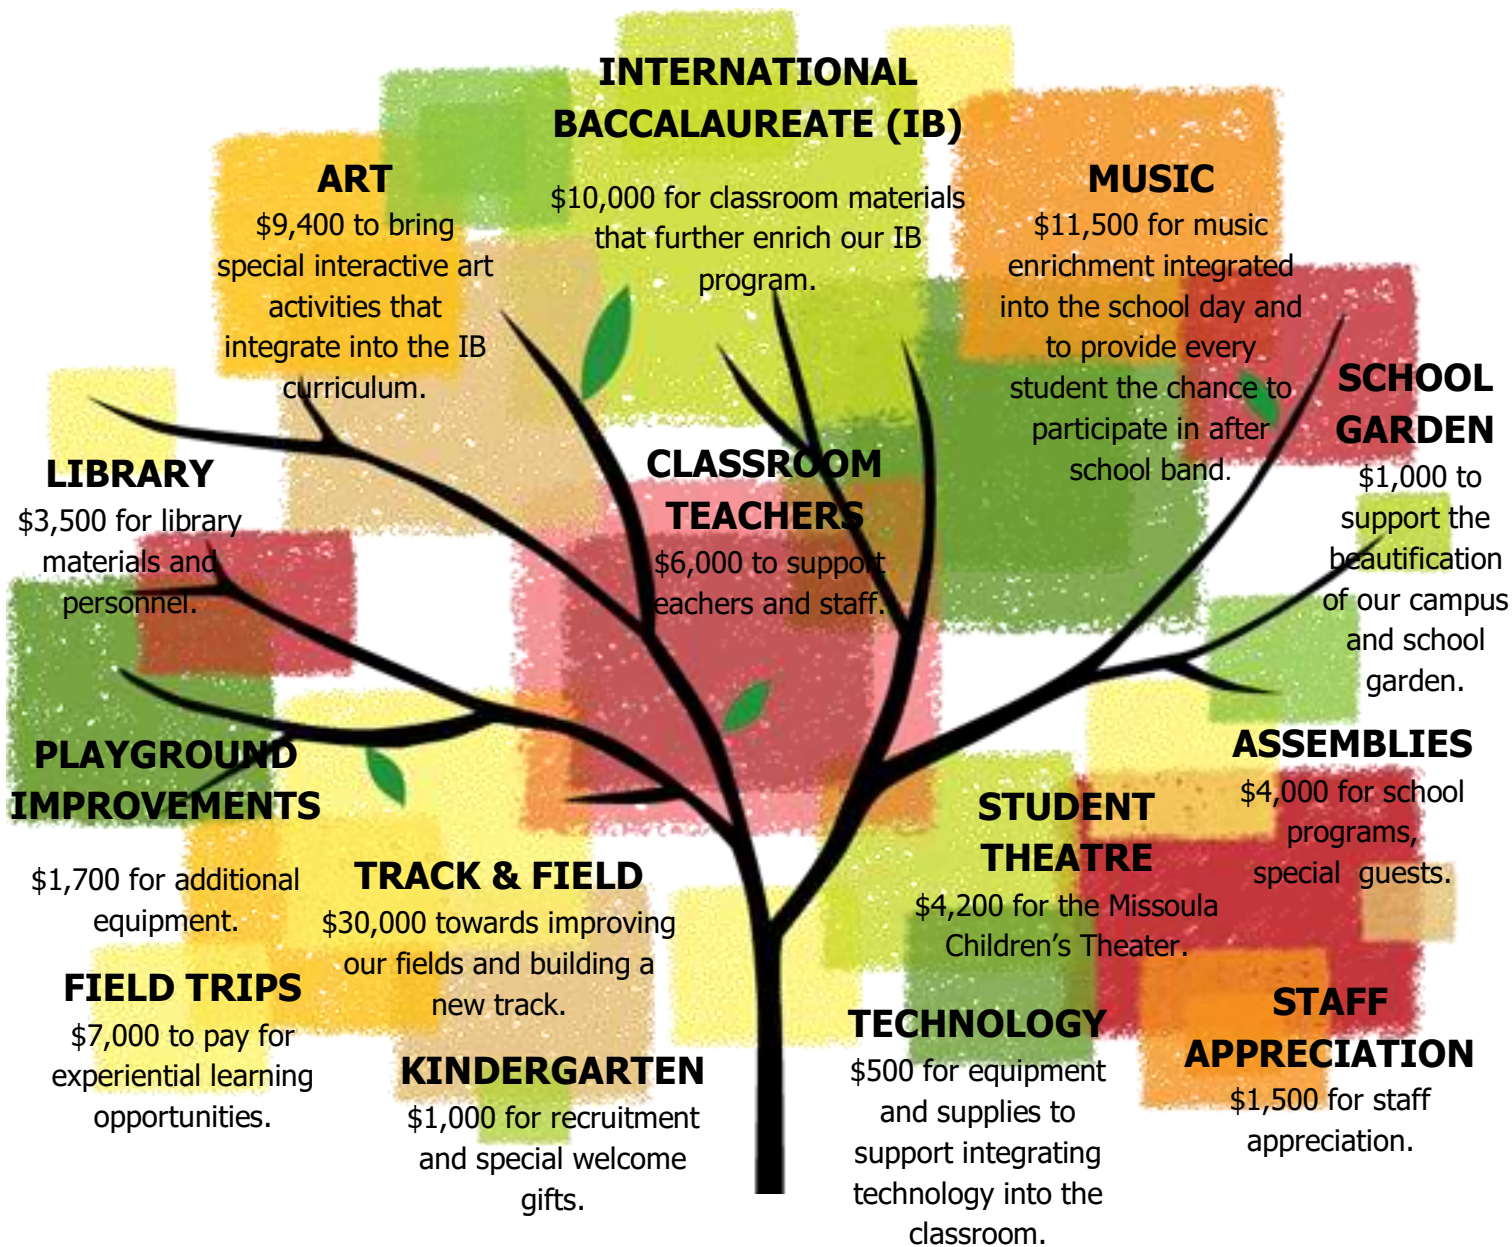 INTERNATIONAL
BACCALAUREATE (IB)
$10,000 for classroom materials
that further enrich our IB
program.
ART
$9,400 to bring
special interactive art
activities that
integrate into the IB
curriculum.
MUSIC
$11,500 for music
enrichment integrated
into the school day and
to provide every
student the chance to
participate in after
school band.
SCHOOL
GARDEN
$1,000 to
support the
beautification
of our campus
and school
garden.
LIBRARY
$3,500 for library
materials and
personnel.
CLASSROOM
TEACHERS
$6,000 to support
eachers and staff.
PLAYGROUND
IMPROVEMENTS
$1,700 for additional
equipment.
ASSEMBLIES
$4,000 for school
programs,
special guests.
STUDENT
THEATRE
$4,200 for the Missoula
Children's Theater.
TRACK & FIELD
$30,000 towards improving
our fields and building a
new track.
FIELD TRIPS
$7,000 to pay for
experiential learning
opportunities.
KINDERGARTEN
$1,000 for recruitment
and special welcome
gifts.
TECHNOLOGY
$500 for equipment
and supplies to
support integrating
technology into the
classroom.
STAFF
APPRECIATION
$1,500 for staff
appreciation.